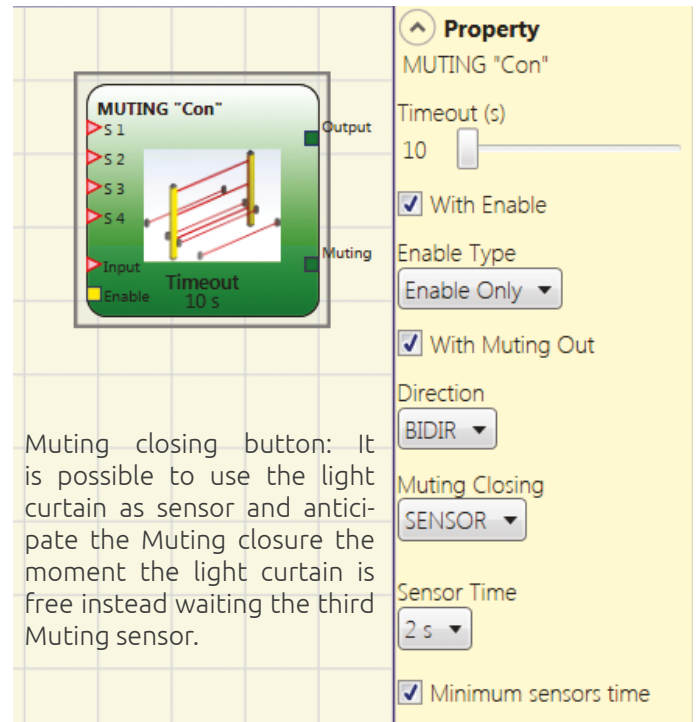 MUTING "Con"
S 1
S 2
S 3
S 4
Input
Enable
Output
Muting
Timeout
10 s
Muting closing button: It
is possible to use the light
curtain as sensor and antici-
pate the Muting closure the
moment the light curtain is
free instead waiting the third
Muting sensor.
Property
MUTING "Con"
Timeout (s)
10
With Enable
Enable Type
Enable Only
With Muting Out
Direction
BIDIR
Muting Closing
SENSOR
Sensor Time
2 s
Minimum sensors time